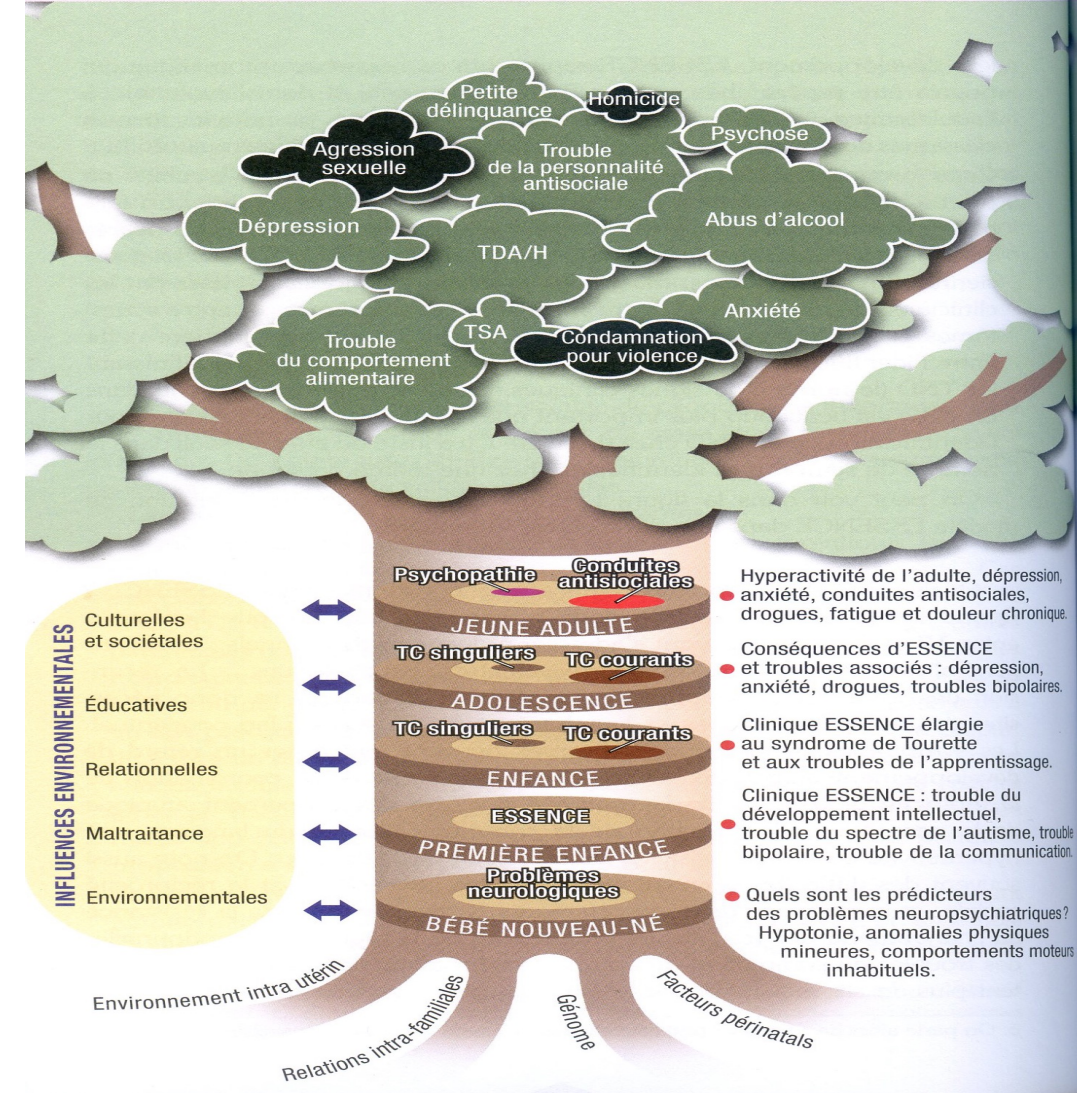 Petite
délinquance
Homicide
Psychose
Agression
sexuelle
Trouble
de la personnalité
antisociale
Dépression
Abus d'alcool
TDA/H
Anxiété
TSA
Trouble
du comportement
alimentaire
Condamnation
pour violence
INFLUENCES ENVIRONNEMENTALES
Culturelles
et sociétales
Éducatives
Relationnelles
Maltraitance
Environnementales
Psychopathie
Conduites
antisiociales
JEUNE ADULTE
TC singuliers
TC courants
ADOLESCENCE
TC singuliers
TC courants
ENFANCE
ESSENCE
PREMIÈRE ENFANCE
Problèmes
neurologiques
BÉBÉ NOUVEAU-NÉ
Hyperactivité de l'adulte, dépression,
anxiété, conduites antisociales,
drogues, fatigue et douleur chronique.
Conséquences d'ESSENCE
et troubles associés : dépression,
anxiété, drogues, troubles bipolaires.
Clinique ESSENCE élargie
au syndrome de Tourette
et aux troubles de l'apprentissage.
Clinique ESSENCE : trouble du
développement intellectuel,
trouble du spectre de l'autisme, trouble
bipolaire, trouble de la communication.
Quels sont les prédicteurs
des problèmes neuropsychiatriques?
Hypotonie, anomalies physiques
mineures, comportements moteurs
inhabituels.
Environnement intra utérin
Relations intra-familiales
Génome
Facteurs périnatals